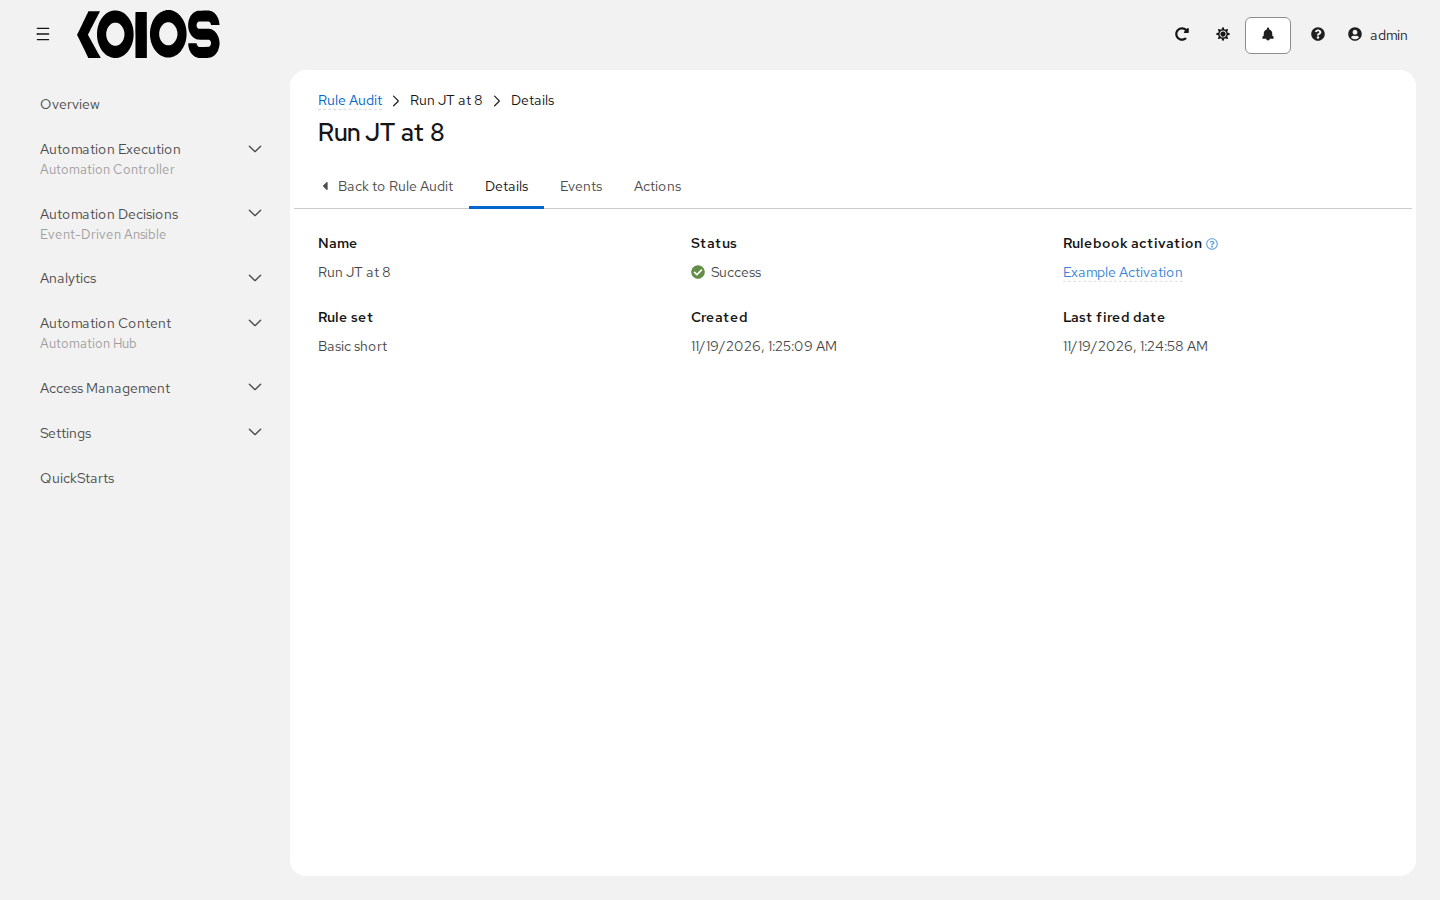 KOIOS
admin
Overview
Automation Execution
Automation Controller
Automation Decisions
Event-Driven Ansible
Analytics
Automation Content
Automation Hub
Access Management
Settings
QuickStarts
Rule Audit > Run JT at 8 > Details
Run JT at 8
Back to Rule Audit Details Events Actions
Name Status Rulebook activation
Run JT at 8 Success Example Activation
Rule set Created Last fired date
Basic short 11/19/2026, 1:25:09 AM 11/19/2026, 1:24:58 AM